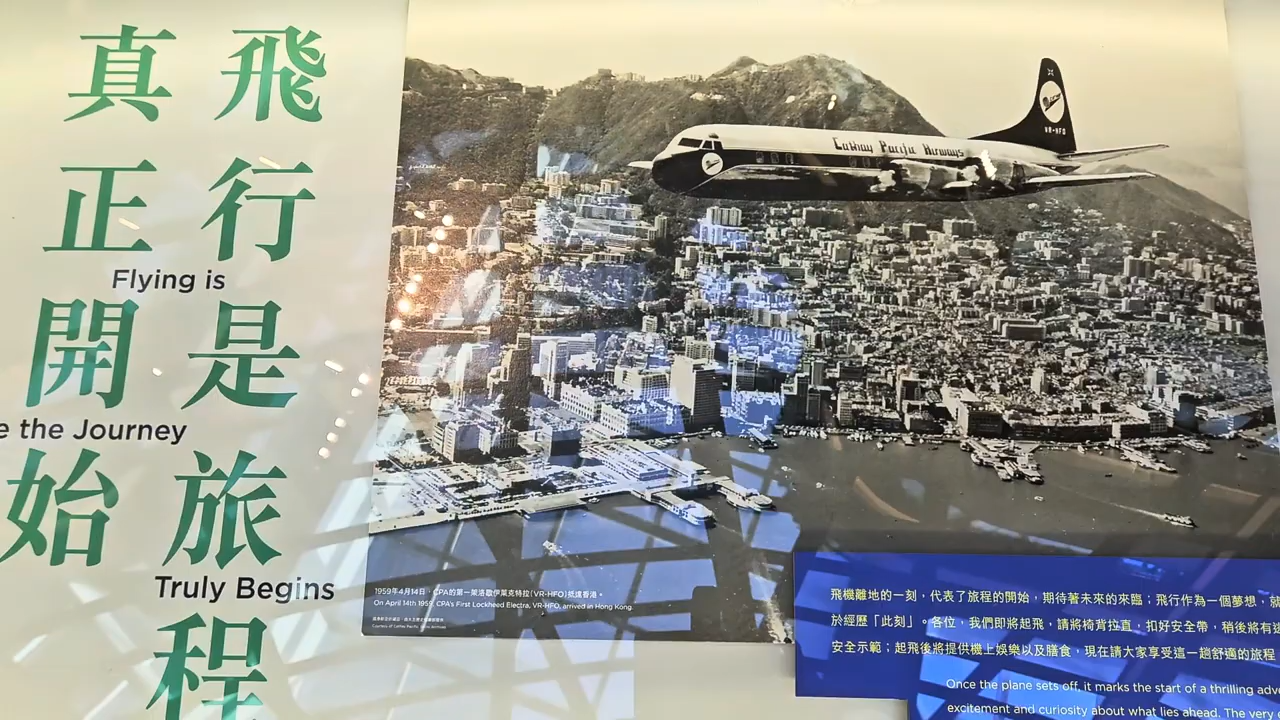 飛行是旅程
真正開始
Flying is
e the Journey
Truly Begins
Cathay Pacific Airways
VR-HFO
1959年4月14日，CPA的第一架洛歇伊萊克特拉（VR-HFO）抵達香港。
On April 14th 1959, CPA's First Lockheed Electra, VR-HFO, arrived in Hong Kong.
飛機離地的一刻，代表了旅程的開始，期待著未來的來臨；飛行作為一個夢想，就
於經歷「此刻」。各位，我們即將起飛，請將椅背拉直，扣好安全帶，稍後將有逃
安全示範；起飛後將提供機上娛樂以及膳食，現在請大家享受這一趟舒適的旅程
Once the plane sets off, it marks the start of a thrilling adve
excitement and curiosity about what lies ahead. The very